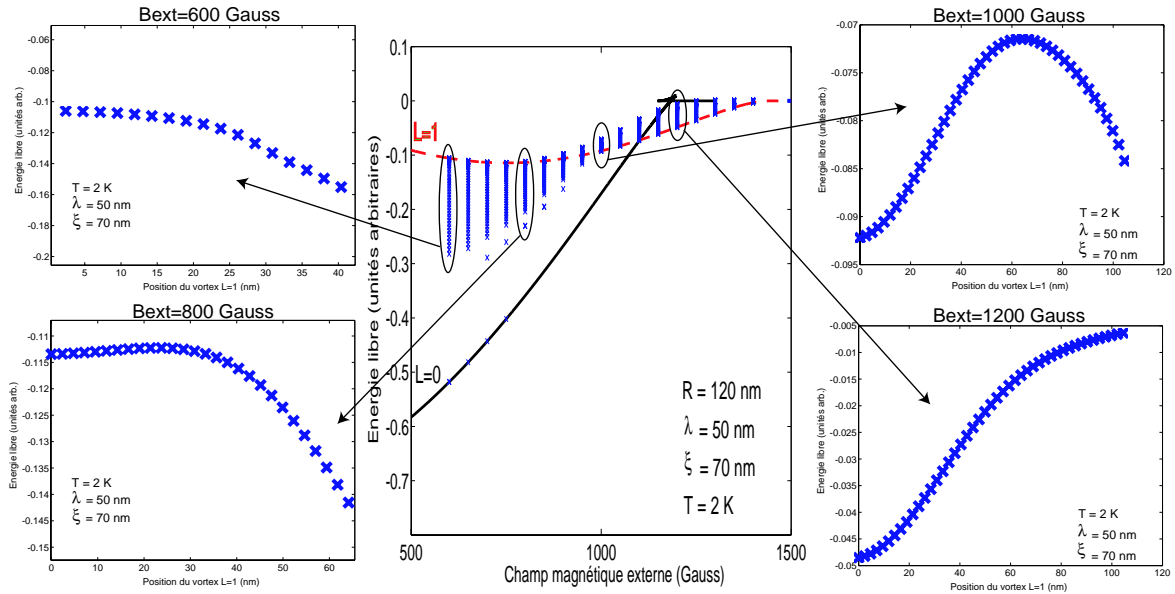 Bext=600 Gauss
-0.06
-0.08
-0.1
-0.12
-0.14
-0.16
-0.18
-0.2
Energie libre (unités arb.)
T = 2 K
λ = 50 nm
ξ = 70 nm
5 10 15 20 25 30 35 40
Position du vortex L=1 (nm)
Bext=800 Gauss
-0.11
-0.115
-0.12
-0.125
-0.13
-0.135
-0.14
-0.145
-0.15
Energie libre (unités arb.)
T = 2 K
λ = 50 nm
ξ = 70 nm
0 10 20 30 40 50 60
Position du vortex L=1 (nm)
0.1
0
-0.1
-0.2
-0.3
-0.4
-0.5
-0.6
-0.7
Energie libre (unités arbitraires)
L=1
L=0
R = 120 nm
λ = 50 nm
ξ = 70 nm
T = 2 K
500 1000 1500
Champ magnétique externe (Gauss)
Bext=1000 Gauss
-0.07
-0.075
-0.08
-0.085
-0.09
-0.095
Energie libre (unités arb.)
T = 2 K
λ = 50 nm
ξ = 70 nm
0 20 40 60 80 100 120
Position du vortex L=1 (nm)
Bext=1200 Gauss
-0.005
-0.01
-0.015
-0.02
-0.025
-0.03
-0.035
-0.04
-0.045
-0.05
Energie libre (unités arb.)
T = 2 K
λ = 50 nm
ξ = 70 nm
0 20 40 60 80 100 120
Position du vortex L=1 (nm)